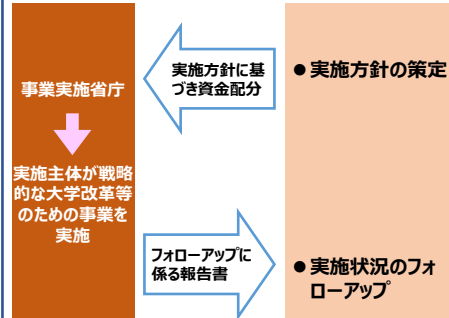 実施方針に基
づき資金配分
●実施方針の策定
事業実施省庁
実施主体が戦略
的な大学改革等
のための事業を
実施
フォローアップに
係る報告書
●実施状況のフォ
ローアップ